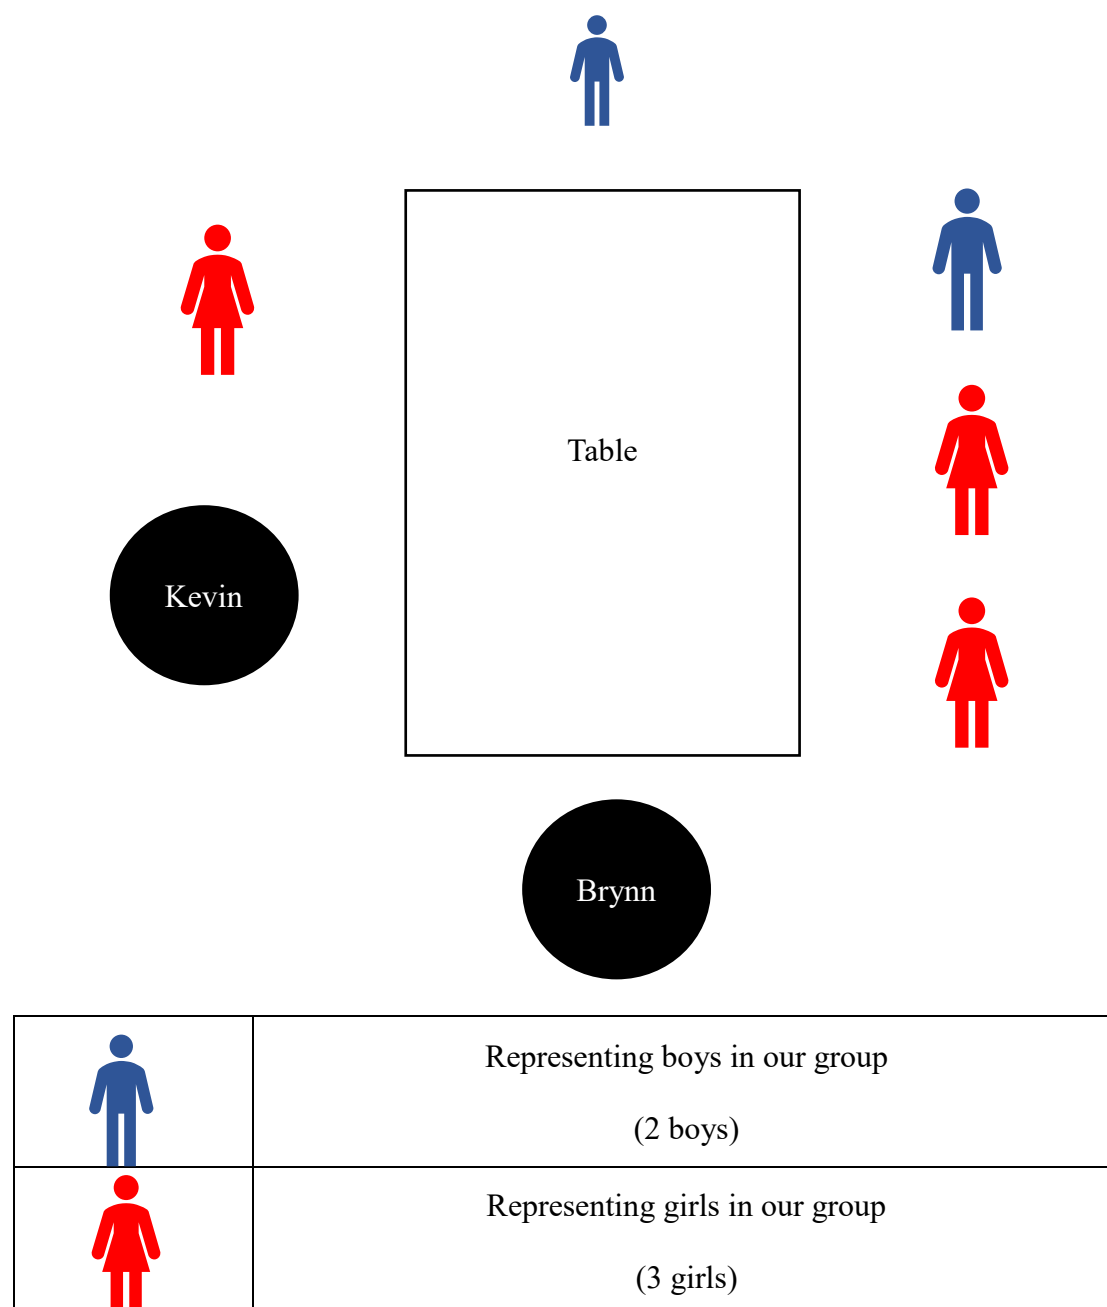 Table
Kevin
Brynn
Representing boys in our group
(2 boys)
Representing girls in our group
(3 girls)